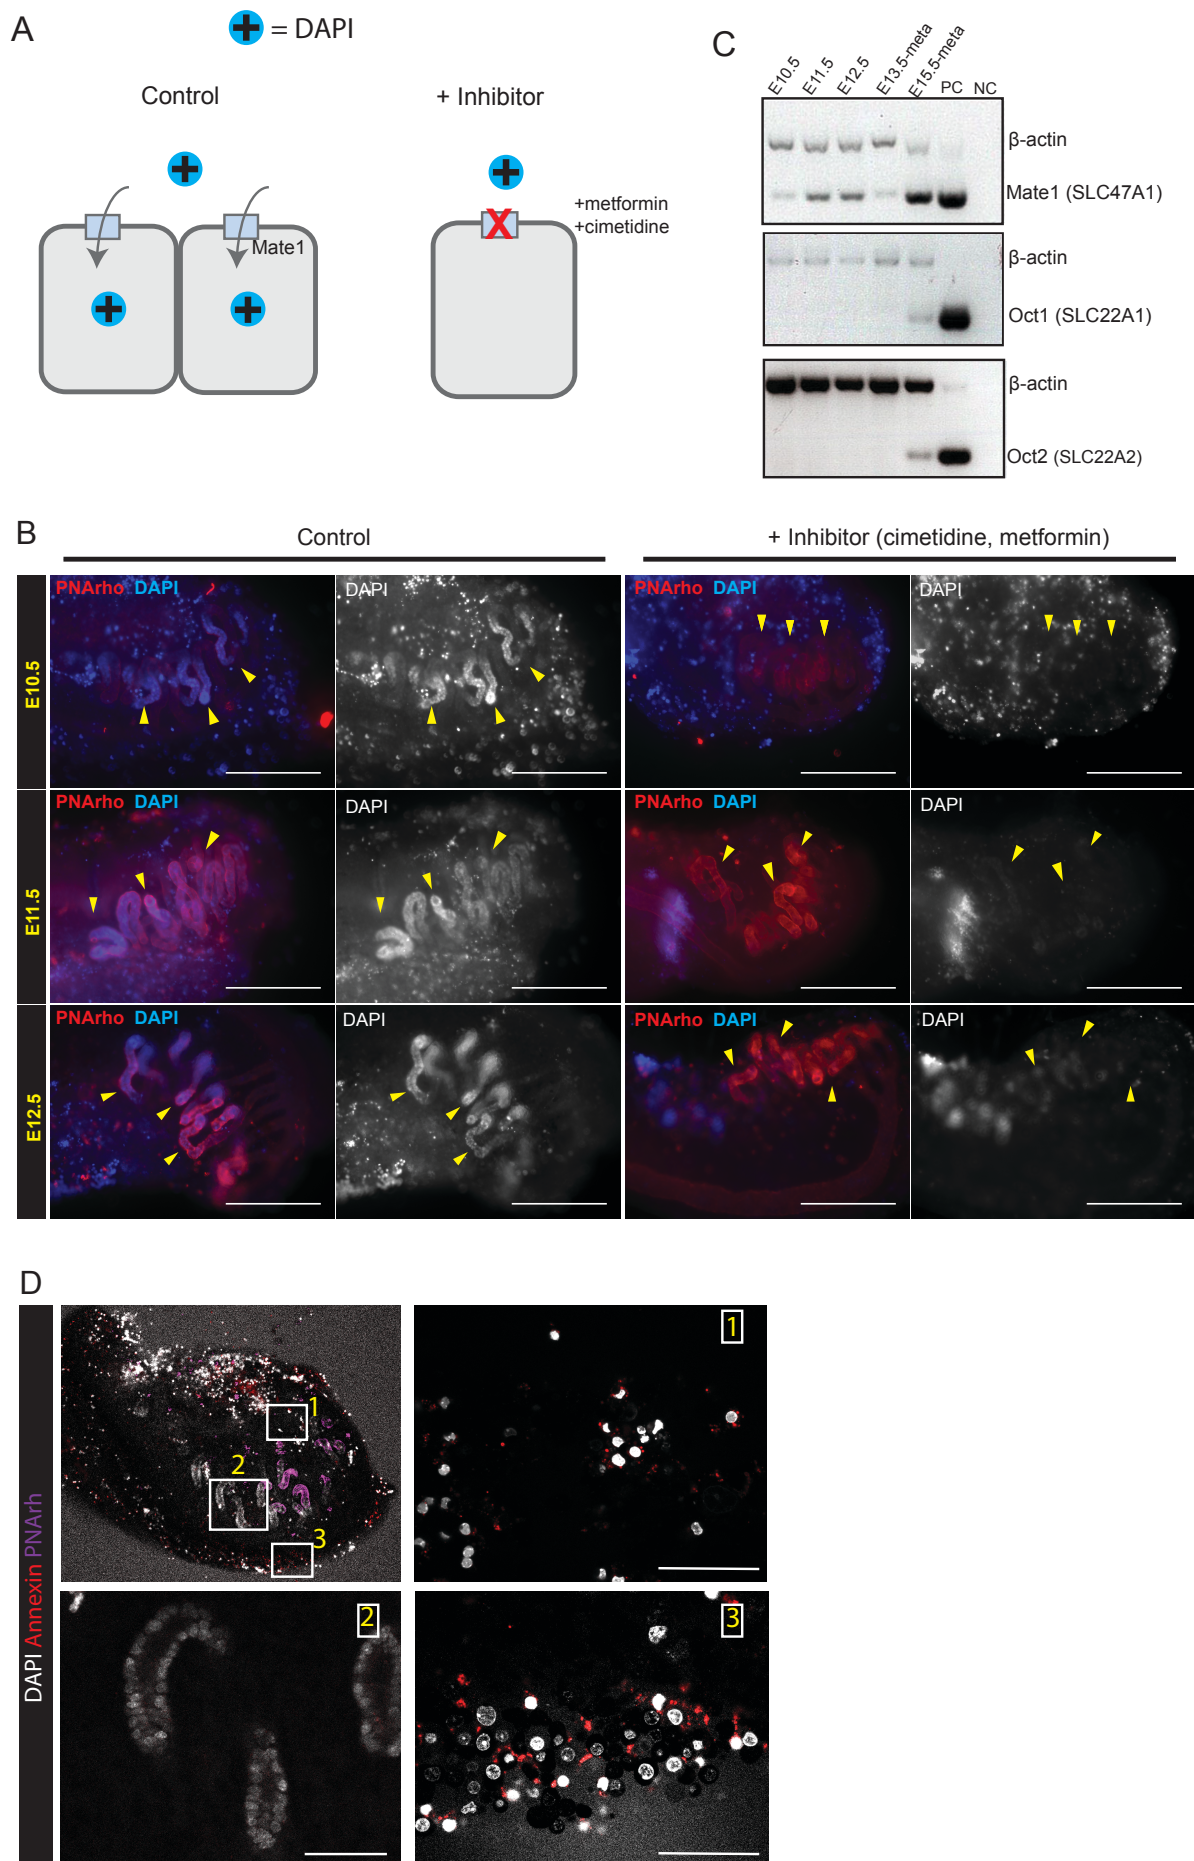 A
= DAPI
Control
+ Inhibitor
Mate1
+metformin
+cimetidine
X
C
E10.5
E11.5
E12.5
E13.5-meta
E15.5-meta
PC
NC
β-actin
Mate1 (SLC47A1)
β-actin
Oct1 (SLC22A1)
β-actin
Oct2 (SLC22A2)
B
Control
+ Inhibitor (cimetidine, metformin)
E10.5
PNArho DAPI
DAPI
PNArho DAPI
DAPI
E11.5
PNArho DAPI
DAPI
PNArho DAPI
DAPI
E12.5
PNArho DAPI
DAPI
PNArho DAPI
DAPI
D
DAPI Annexin PNArh
1
2
3
1
2
3